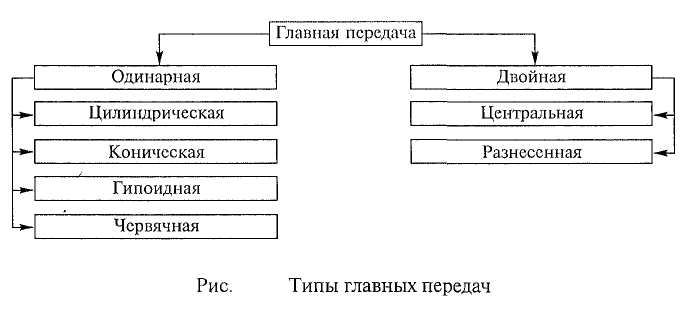 Главная передача
Одинарная
Цилиндрическая
Коническая
Гипоидная
Червячная
Двойная
Центральная
Разнесенная
Рис. Типы главных передач